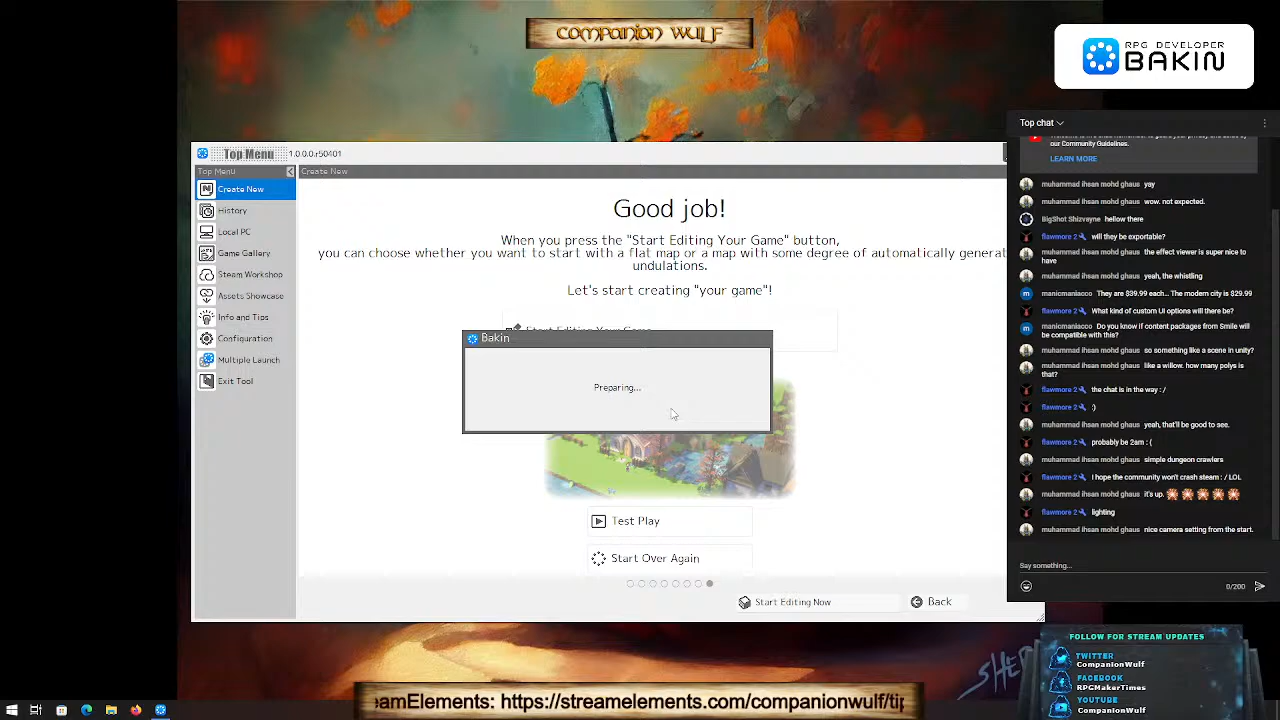 COMPANION WULF
RPG DEVELOPER
BAKIN
Top Menu
1.0.0.0.r50401
Top Menu
Create New
History
Local PC
Game Gallery
Steam Workshop
Assets Showcase
Info and Tips
Configuration
Multiple Launch
Exit Tool
Create New
Good job!
When you press the "Start Editing Your Game" button,
you can choose whether you want to start with a flat map or a map with some degree of automatically generat
undulations.
Let's start creating "your game"!
Start Editing Your Game
Bakin
Preparing...
Test Play
Start Over Again
Start Editing Now
Back
Top chat
our Community Guidelines.
LEARN MORE
muhammad ihsan mohd ghaus yay
muhammad ihsan mohd ghaus wow. not expected.
BigShot Shizvayne hellow there
flawmore 2 will they be exportable?
muhammad ihsan mohd ghaus the effect viewer is super nice to
have
muhammad ihsan mohd ghaus yeah, the whistling
manicmaniacco They are $39.99 each... The modern city is $29.99
flawmore 2 What kind of custom UI options will there be?
manicmaniacco Do you know if content packages from Smile will
be compatible with this?
muhammad ihsan mohd ghaus so something like a scene in unity?
muhammad ihsan mohd ghaus like a willow. how many polys is
that?
flawmore 2 the chat is in the way : /
flawmore 2 :)
muhammad ihsan mohd ghaus yeah, that'll be good to see.
flawmore 2 probably be 2am : (
muhammad ihsan mohd ghaus simple dungeon crawlers
flawmore 2 I hope the community won't crash steam : / LOL
muhammad ihsan mohd ghaus it's up.
flawmore 2 lighting
muhammad ihsan mohd ghaus nice camera setting from the start.
Say something...
0/200
FOLLOW FOR STREAM UPDATES
TWITTER
CompanionWulf
FACEBOOK
RPGMakerTimes
YOUTUBE
CompanionWulf
eamElements: https://streamelements.com/companionwulf/tip